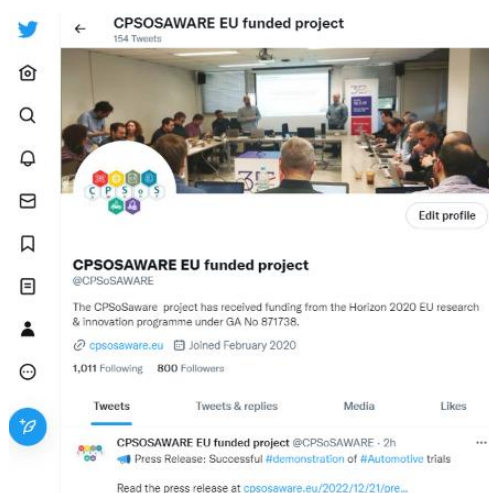 CPSOSAWARE EU funded project
154 Tweets
CPSoS
Edit profile
CPSOSAWARE EU funded project
@CPSoSAWARE
The CPSoSaware project has received funding from the Horizon 2020 EU research
& innovation programme under GA No 871738.
cpsosaware.eu Joined February 2020
1,011 Following 800 Followers
Tweets Tweets & replies Media Likes
CPSOSAWARE EU funded project @CPSoSAWARE · 2h
Press Release: Successful #demonstration of #Automotive trials
Read the press release at cpsosaware.eu/2022/12/21/pre...